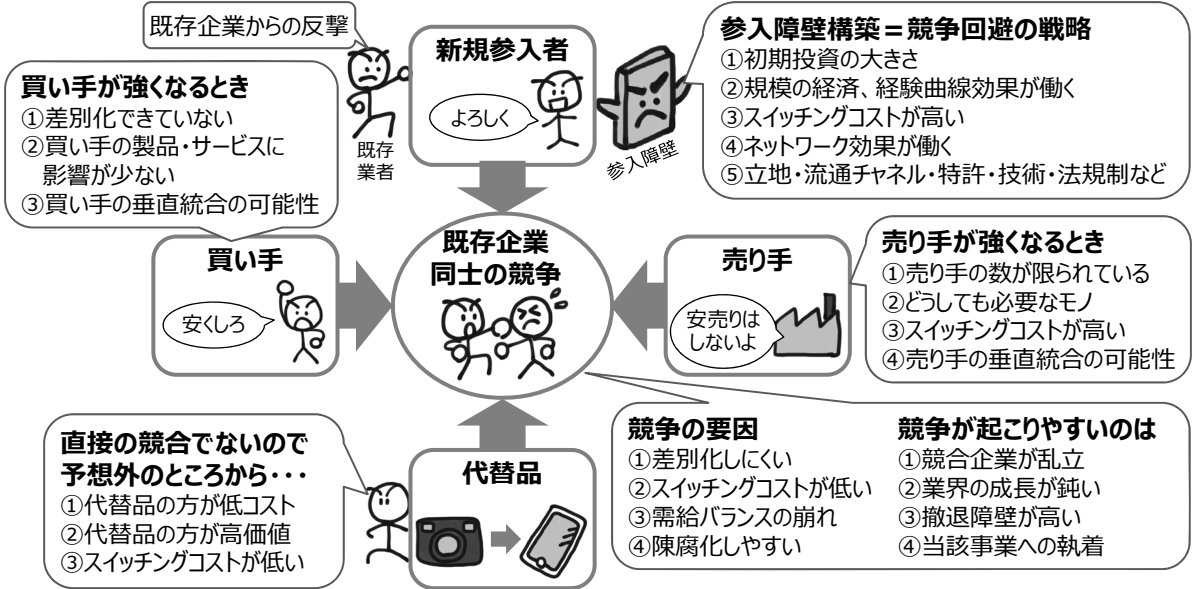 既存企業からの反撃
新規参入者
よろしく
既存
業者
参入障壁
参入障壁構築＝競争回避の戦略
①初期投資の大きさ
②規模の経済、経験曲線効果が働く
③スイッチングコストが高い
④ネットワーク効果が働く
⑤立地・流通チャネル・特許・技術・法規制など
買い手が強くなるとき
①差別化できていない
②買い手の製品・サービスに
影響が少ない
③買い手の垂直統合の可能性
買い手
安くしろ
既存企業
同士の競争
売り手
安売りは
しないよ
売り手が強くなるとき
①売り手の数が限られている
②どうしても必要なモノ
③スイッチングコストが高い
④売り手の垂直統合の可能性
直接の競合でないので
予想外のところから・・・
①代替品の方が低コスト
②代替品の方が高価値
③スイッチングコストが低い
代替品
競争の要因
①差別化しにくい
②スイッチングコストが低い
③需給バランスの崩れ
④陳腐化しやすい
競争が起こりやすいのは
①競合企業が乱立
②業界の成長が鈍い
③撤退障壁が高い
④当該事業への執着